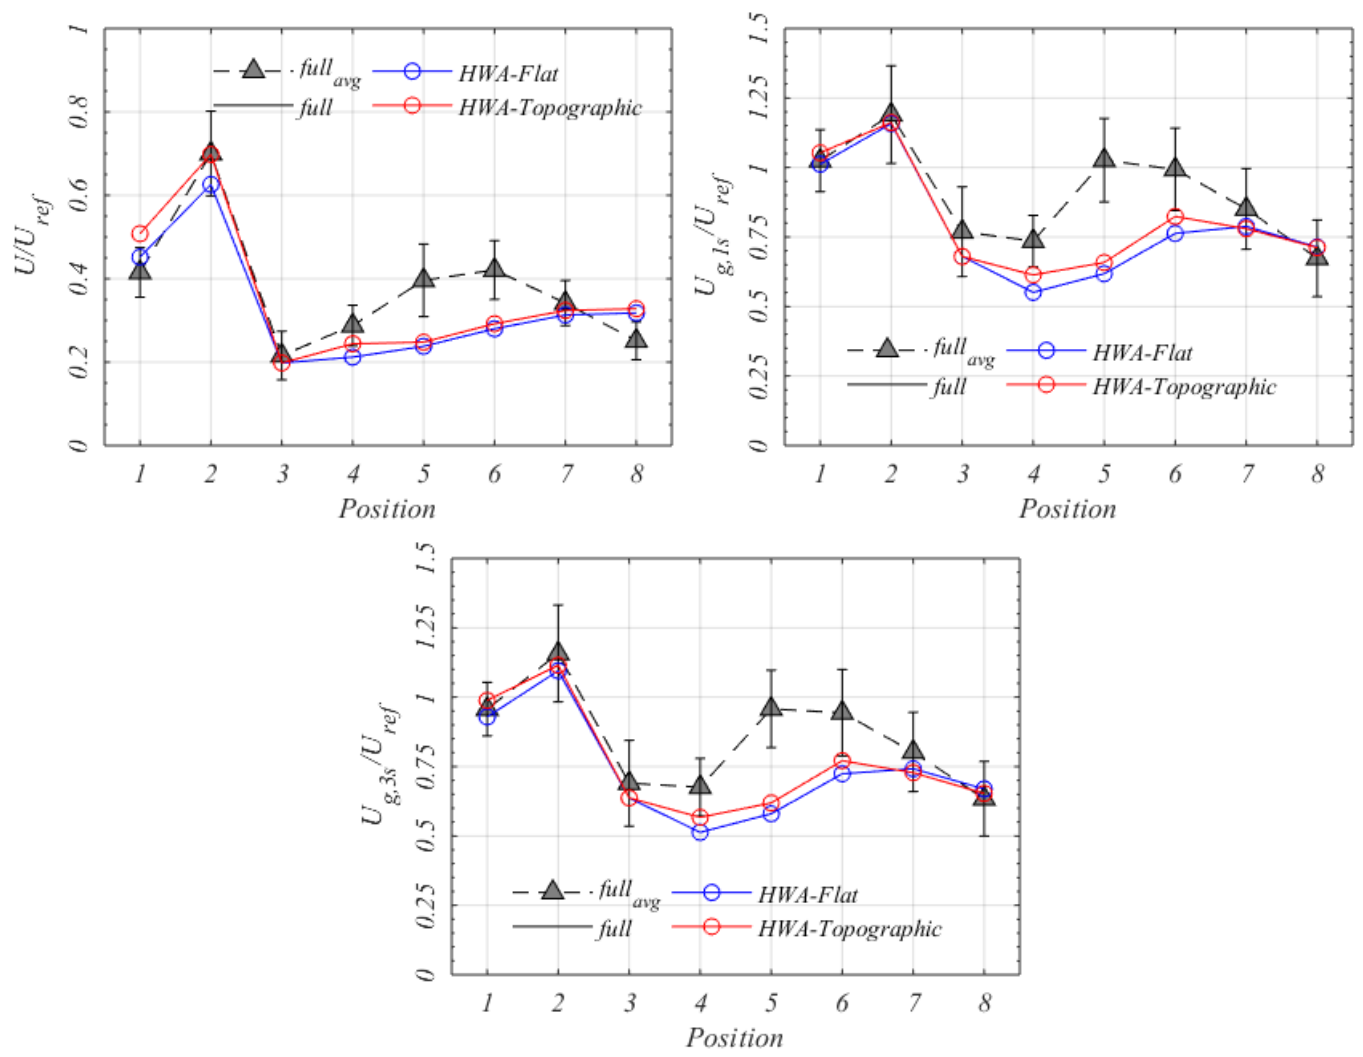 U/U_ref
1
0.8
0.6
0.4
0.2
0
full_avg
HWA-Flat
full
HWA-Topographic
1 2 3 4 5 6 7 8
Position
U_g,1s/U_ref
1.5
1.25
1
0.75
0.5
0.25
0
full_avg
HWA-Flat
full
HWA-Topographic
1 2 3 4 5 6 7 8
Position
U_g,3s/U_ref
1.5
1.25
1
0.75
0.5
0.25
0
full_avg
HWA-Flat
full
HWA-Topographic
1 2 3 4 5 6 7 8
Position